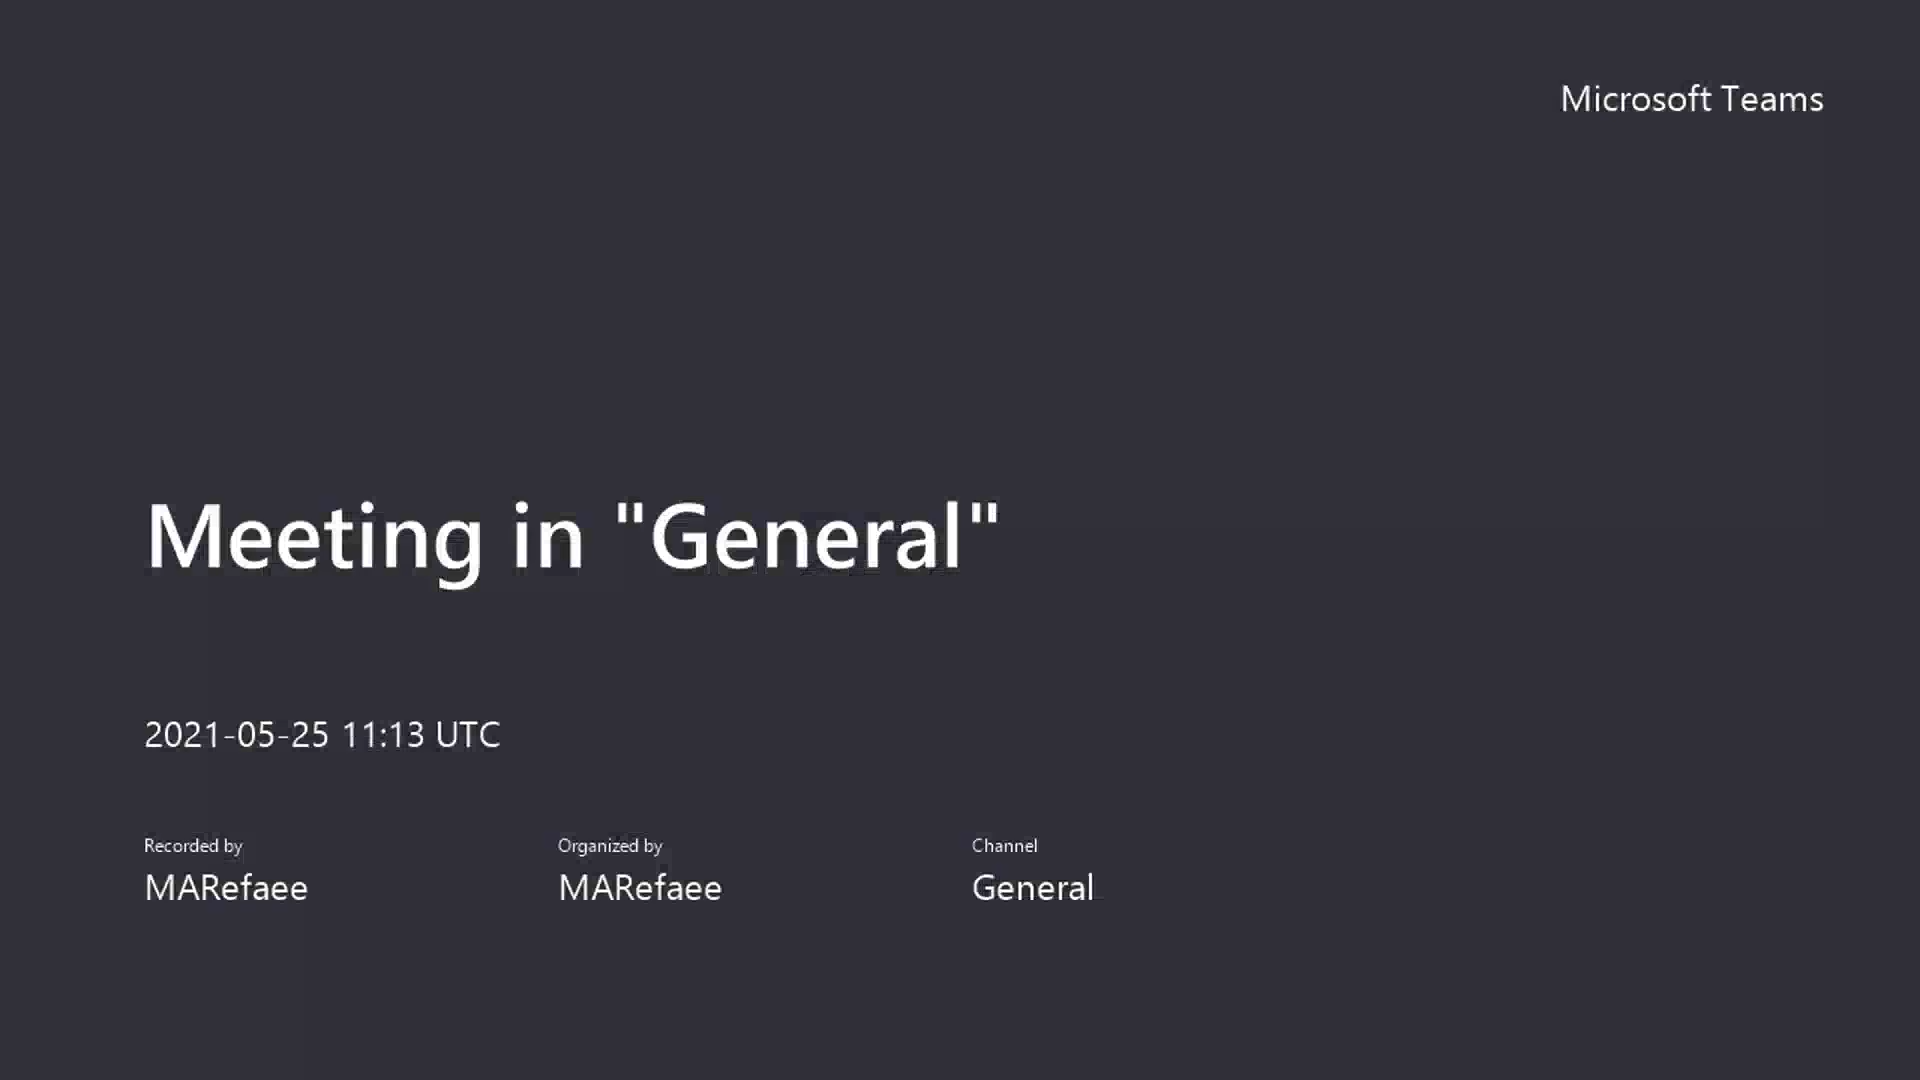 Microsoft Teams
Meeting in "General"
2021-05-25 11:13 UTC
Recorded by
MARefaee
Organized by
MARefaee
Channel
General